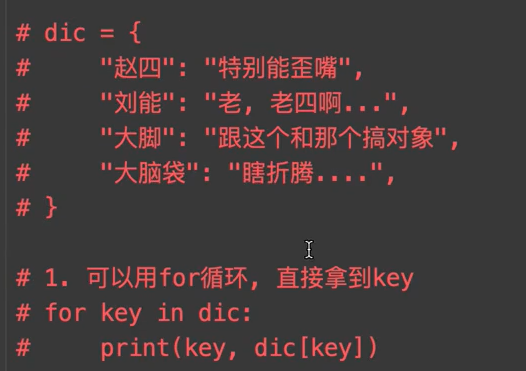 # dic = {
#     "赵四": "特别能歪嘴",
#     "刘能": "老, 老四啊...",
#     "大脚": "跟这个和那个搞对象",
#     "大脑袋": "瞎折腾....",
# }
# 1. 可以用for循环, 直接拿到key
# for key in dic:
#     print(key, dic[key])